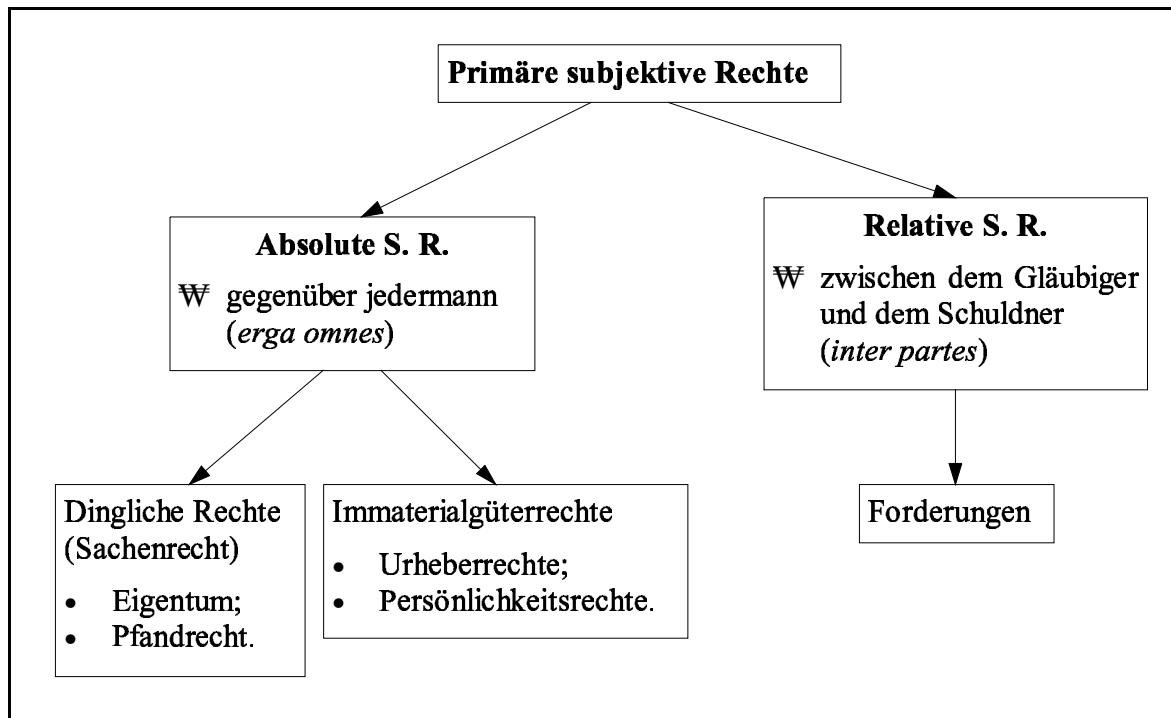 Primäre subjektive Rechte
Absolute S. R.
₩ gegenüber jedermann
(erga omnes)
Relative S. R.
₩ zwischen dem Gläubiger
und dem Schuldner
(inter partes)
Dingliche Rechte
(Sachenrecht)
• Eigentum;
• Pfandrecht.
Immaterialgüterrechte
• Urheberrechte;
• Persönlichkeitsrechte.
Forderungen